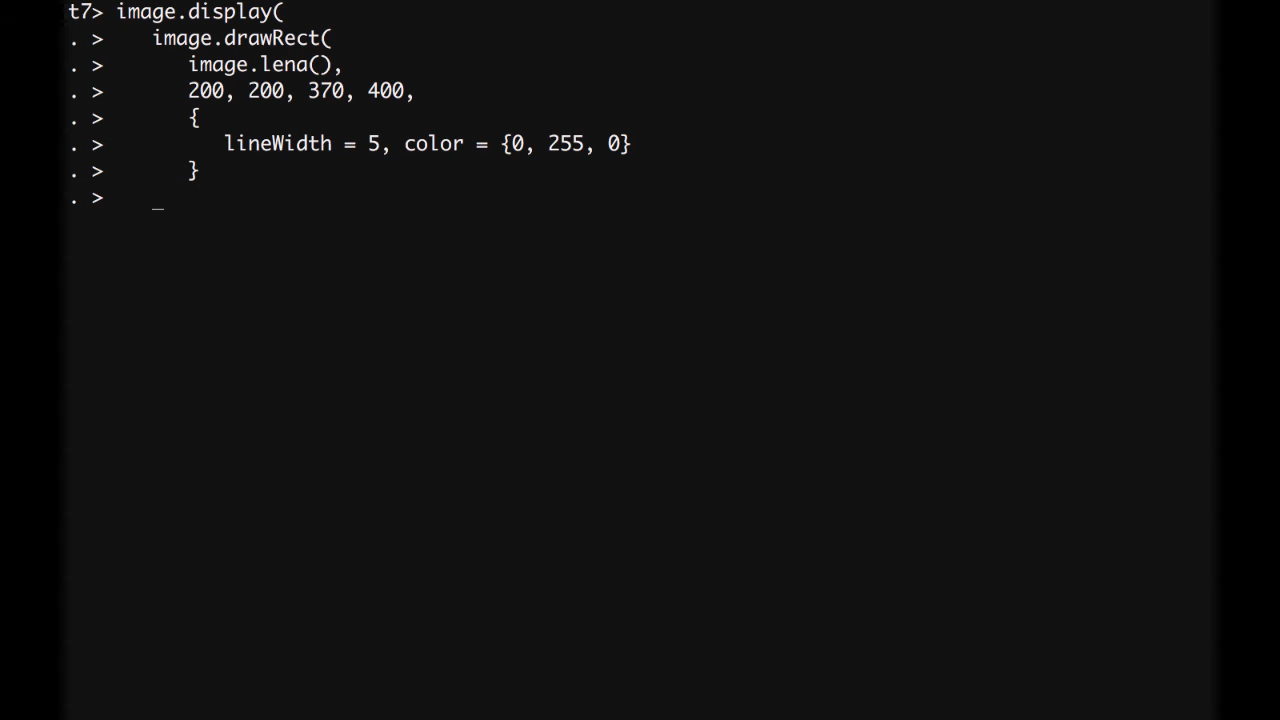 t7> image.display(
. >    image.drawRect(
. >       image.lena(),
. >       200, 200, 370, 400,
. >       {
. >          lineWidth = 5, color = {0, 255, 0}
. >       }
. >    _